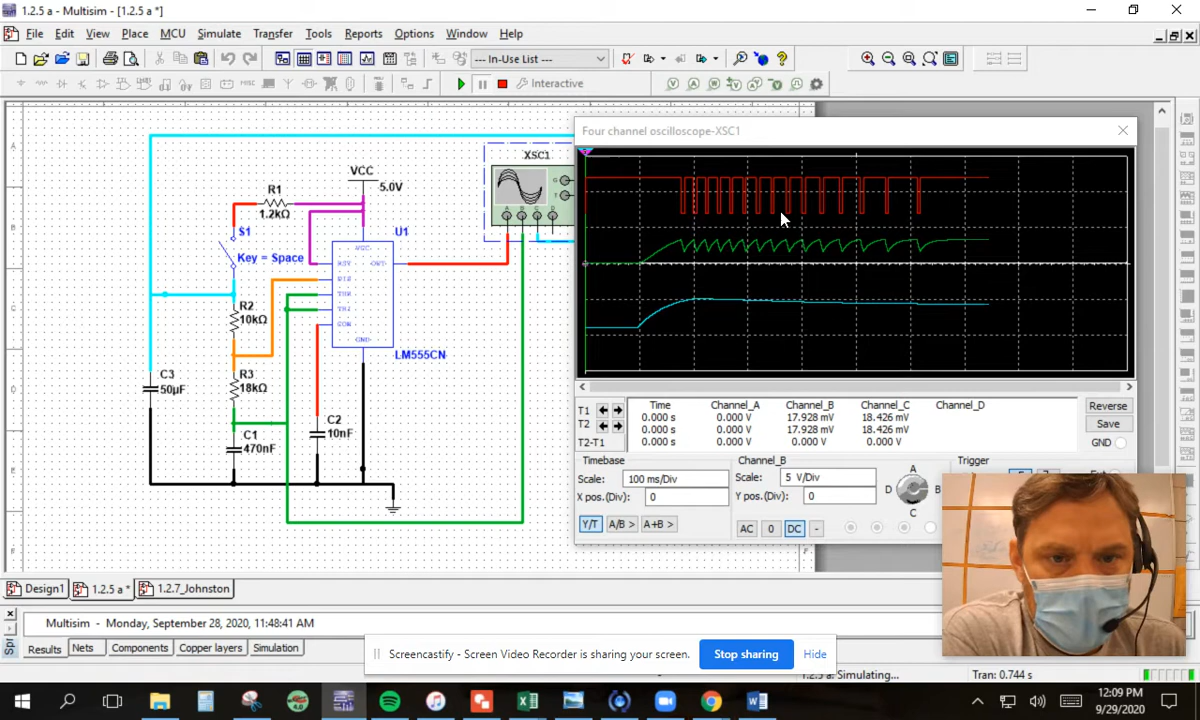 1.2.5 a - Multisim - [1.2.5 a *]
File Edit View Place MCU Simulate Transfer Tools Reports Options Window Help
--- In-Use List ---
Interactive
A
B
C
D
E
F
XSC1
G
T
A B C D
VCC
5.0V
R1
1.2kΩ
S1
Key = Space
U1
VCC
RST
OUT
DIS
THR
TRI
CON
GND
LM555CN
R2
10kΩ
C3
50µF
R3
18kΩ
C1
470nF
C2
10nF
Four channel oscilloscope-XSC1
Time Channel_A Channel_B Channel_C Channel_D
T1 0.000 s 0.000 V 17.928 mV 18.426 mV
T2 0.000 s 0.000 V 17.928 mV 18.426 mV
T2-T1 0.000 s 0.000 V 0.000 V 0.000 V
Reverse
Save
GND
Timebase
Scale: 100 ms/Div
X pos.(Div): 0
Y/T A/B > A+B >
Channel_B
Scale: 5 V/Div
Y pos.(Div): 0
AC 0 DC -
A
D B
C
Trigger
Design1 1.2.5 a * 1.2.7_Johnston
Multisim - Monday, September 28, 2020, 11:48:41 AM
Results Nets Components Copper layers Simulation
Screencastify - Screen Video Recorder is sharing your screen. Stop sharing Hide
1.2.5 a: Simulating... Tran: 0.744 s
12:09 PM
9/29/2020